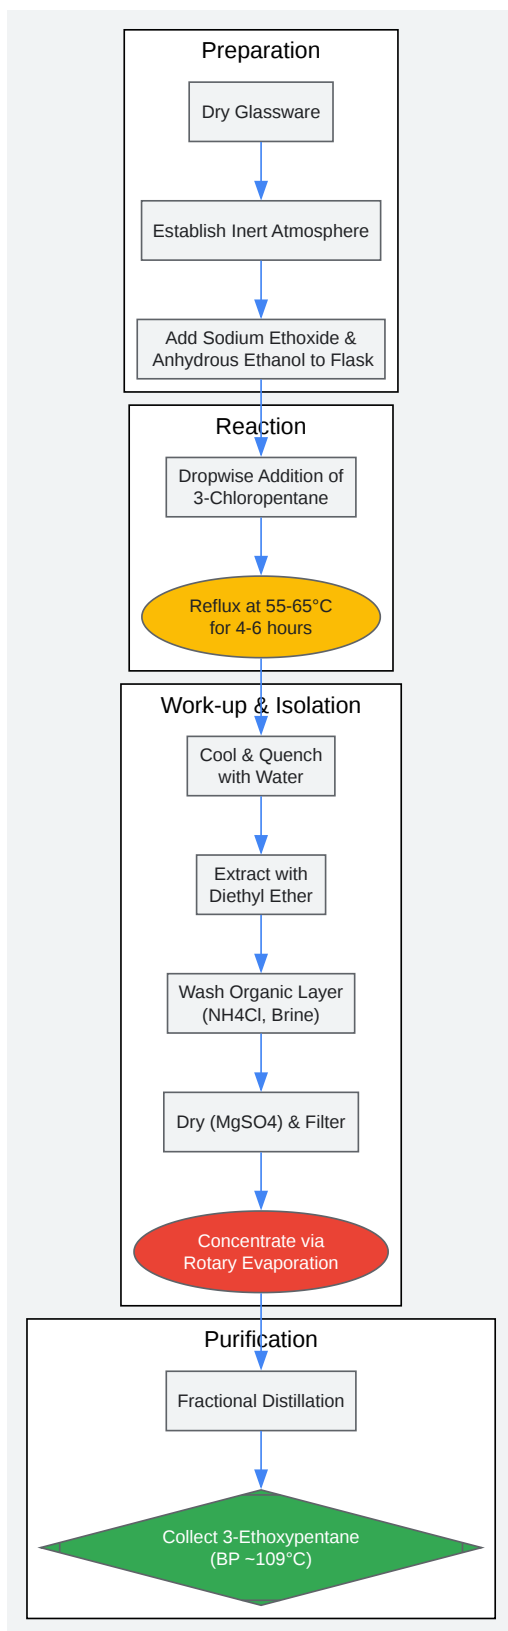 Preparation
Dry Glassware
Establish Inert Atmosphere
Add Sodium Ethoxide &
Anhydrous Ethanol to Flask
Reaction
Dropwise Addition of
3-Chloropentane
Reflux at 55-65°C
for 4-6 hours
Work-up & Isolation
Cool & Quench
with Water
Extract with
Diethyl Ether
Wash Organic Layer
(NH4Cl, Brine)
Dry (MgSO4) & Filter
Concentrate via
Rotary Evaporation
Purification
Fractional Distillation
Collect 3-Ethoxypentane
(BP ~109°C)